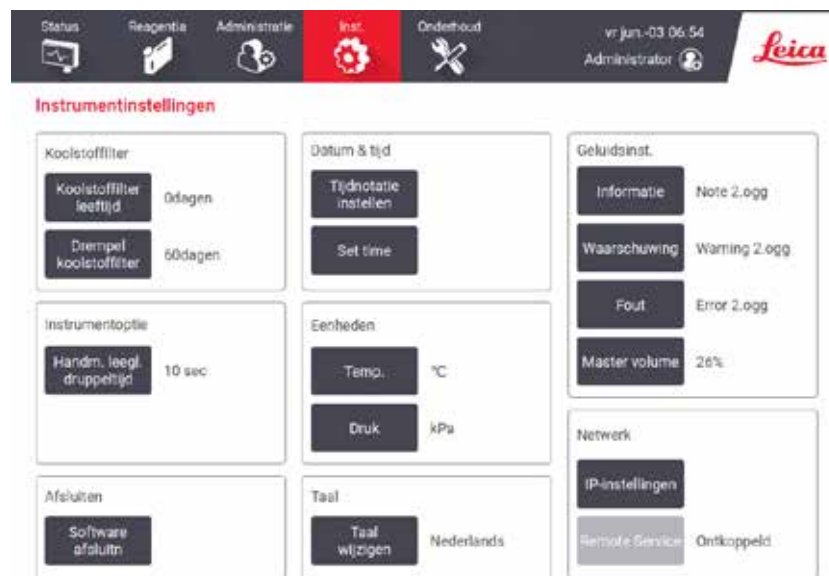 Status Reagentia Administratie Inst. Onderhoud
vr jun.-03 06:54
Administrator
Leica
Instrumentinstellingen
Koolstoffilter
Koolstoffilter
leeftijd
0dagen
Drempel
koolstoffilter
60dagen
Datum & tijd
Tijdnotatie
instellen
Set time
Geluidsinst.
Informatie Note 2.ogg
Waarschuwing Warning 2.ogg
Fout Error 2.ogg
Master volume 26%
Instrumentoptie
Handm. leegl.
druppeltijd
10 sec
Eenheden
Temp. °C
Druk kPa
Netwerk
IP-instellingen
Remote Service Ontkoppeld
Afsluiten
Software
afsluitn
Taal
Taal
wijzigen
Nederlands